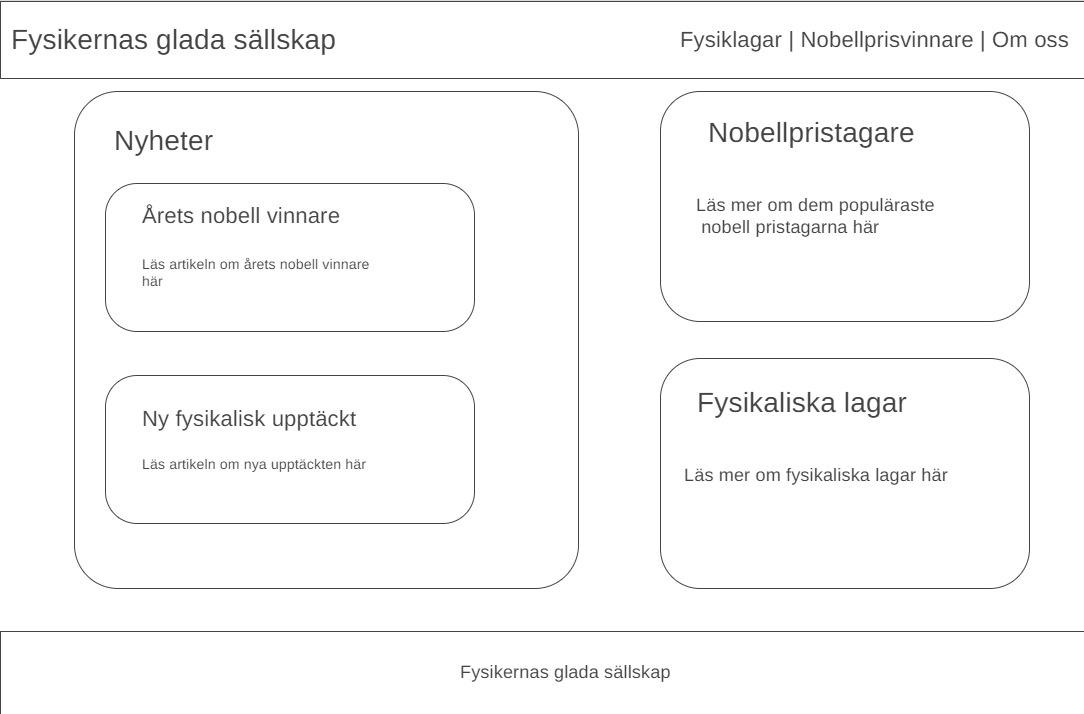 Fysikernas glada sällskap
Fysiklagar | Nobellprisvinnare | Om oss
Nyheter
Årets nobell vinnare
Läs artikeln om årets nobell vinnare
här
Ny fysikalisk upptäckt
Läs artikeln om nya upptäckten här
Nobellpristagare
Läs mer om dem populäraste
nobell pristagarna här
Fysikaliska lagar
Läs mer om fysikaliska lagar här
Fysikernas glada sällskap